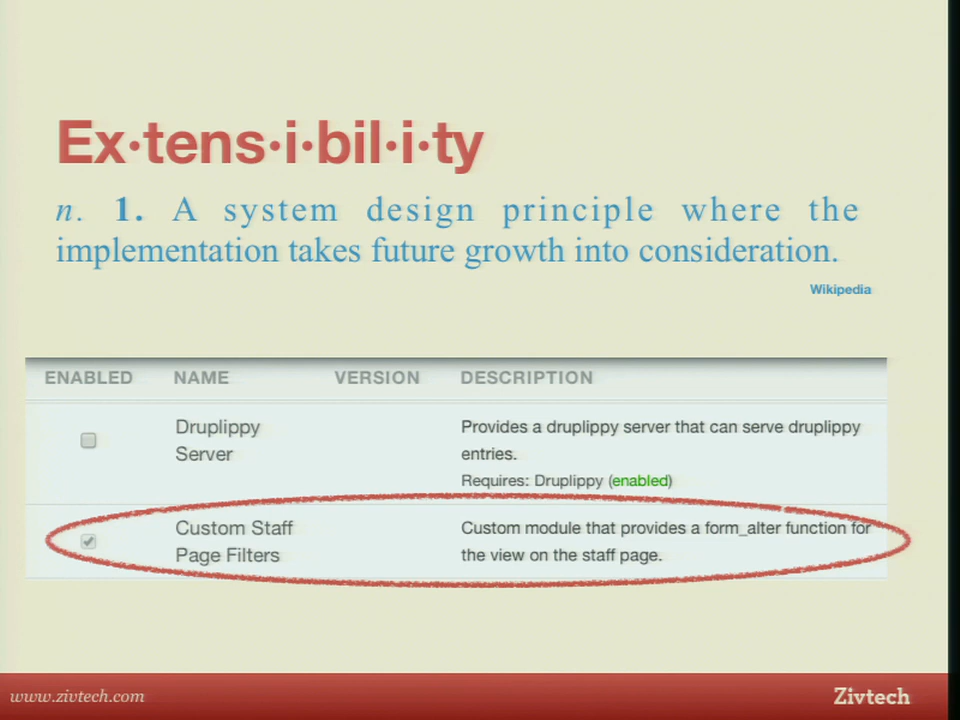 Ex·tens·i·bil·i·ty
n. 1. A system design principle where the
implementation takes future growth into consideration.
Wikipedia
ENABLED NAME VERSION DESCRIPTION
Druplippy
Server
Provides a druplippy server that can serve druplippy
entries.
Requires: Druplippy (enabled)
Custom Staff
Page Filters
Custom module that provides a form_alter function for
the view on the staff page.
www.zivtech.com
Zivtech